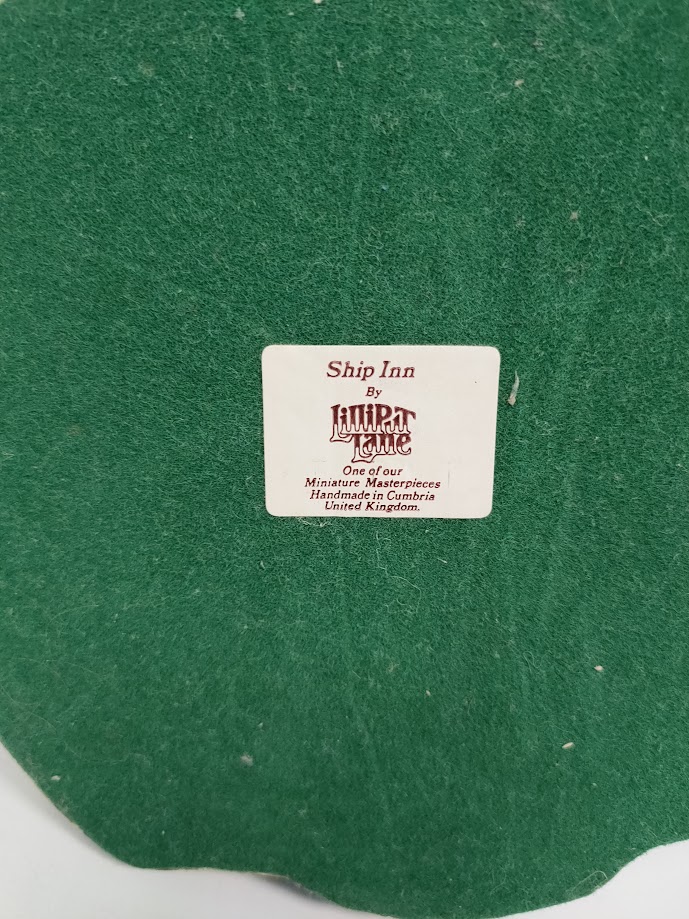 Ship Inn
By
Lilliput
Lane
One of our
Miniature Masterpieces
Handmade in Cumbria
United Kingdom.